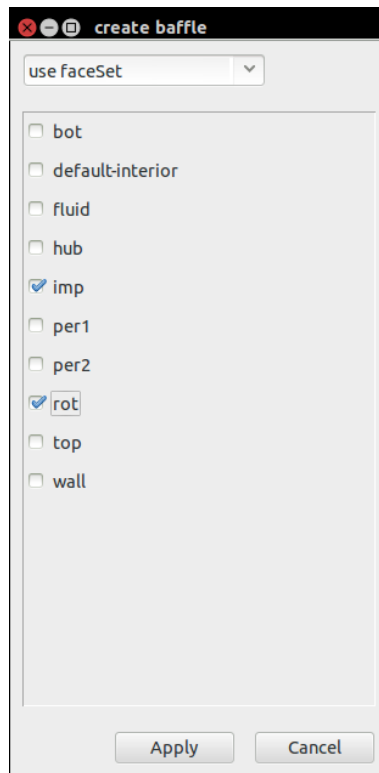 create baffle
use faceSet
bot
default-interior
fluid
hub
imp
per1
per2
rot
top
wall
Apply Cancel